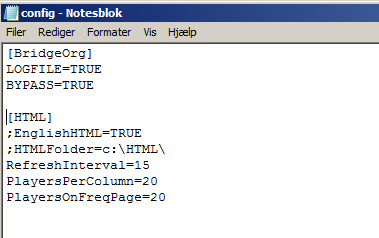 config - Notesblok
Filer Rediger Formater Vis Hjælp
[BridgeOrg]
LOGFILE=TRUE
BYPASS=TRUE
[HTML]
;EnglishHTML=TRUE
;HTMLFolder=c:\HTML\
RefreshInterval=15
PlayersPerColumn=20
PlayersOnFreqPage=20